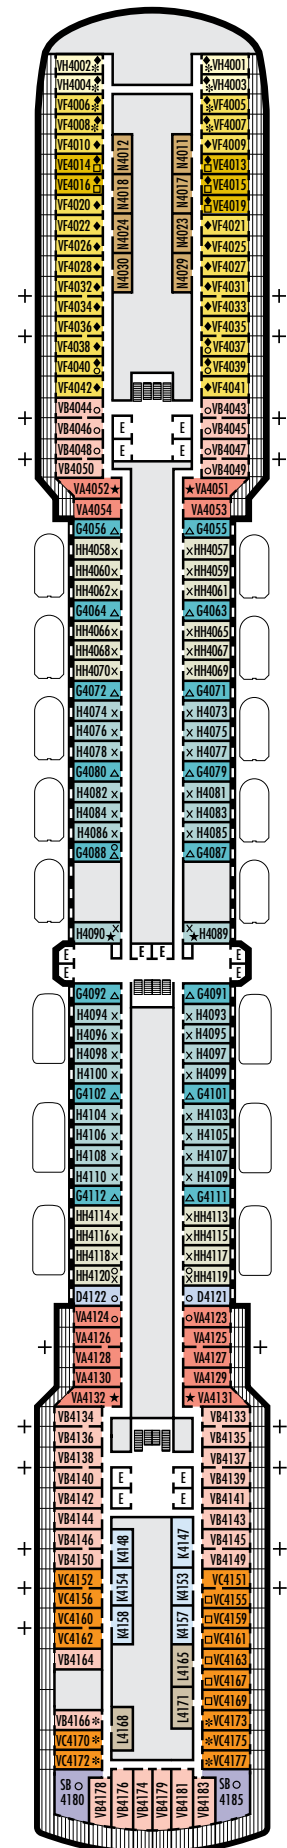 VH4002 VH4001
VH4004 VH4003
VF4006 VF4005
VF4008 VF4007
VF4010 VF4009
VE4014 VE4013
VE4016 VE4015
VF4020 VE4019
VF4022 VF4021
VF4026 VF4025
VF4028 VF4027
VF4032 VF4031
VF4034 VF4033
VF4036 VF4035
VF4038 VF4037
VF4040 VF4039
VF4042 VF4041
N4012 N4011
N4018 N4017
N4024 N4023
N4030 N4029
VB4044 VB4043
VB4046 E E VB4045
VB4048 E E VB4047
VB4050 VB4049
VA4052 VA4051
VA4054 VA4053
G4056 G4055
HH4058 HH4057
HH4060 HH4059
HH4062 HH4061
G4064 G4063
HH4066 HH4065
HH4068 HH4067
HH4070 HH4069
G4072 G4071
H4074 H4073
H4076 H4075
H4078 H4077
G4080 G4079
H4082 H4081
H4084 H4083
H4086 H4085
G4088 G4087
H4090 H4089
E E
E E
E E
G4092 G4091
H4094 H4093
H4096 H4095
H4098 H4097
H4100 H4099
G4102 G4101
H4104 H4103
H4106 H4105
H4108 H4107
H4110 H4109
G4112 G4111
HH4114 HH4113
HH4116 HH4115
HH4118 HH4117
HH4120 HH4119
D4122 D4121
VA4124 VA4123
VA4126 VA4125
VA4128 VA4127
VA4130 VA4129
VA4132 VA4131
VB4134 VB4133
VB4136 VB4135
VB4138 VB4137
VB4140 E E VB4139
VB4142 E E VB4141
VB4144 VB4143
VB4146 VB4145
VB4150 VB4149
VC4152 VC4151
VC4156 VC4155
VC4160 VC4159
VC4162 VC4161
VB4164 VC4163
VC4167
VC4169
VB4166 VC4173
VC4170 VC4175
VC4172 VC4177
K4148 K4147
K4154 K4153
K4158 K4157
L4165
L4171
L4168
SB
4180
VB4178
VB4176
VB4174
VB4179
VB4181
VB4183
SB
4185